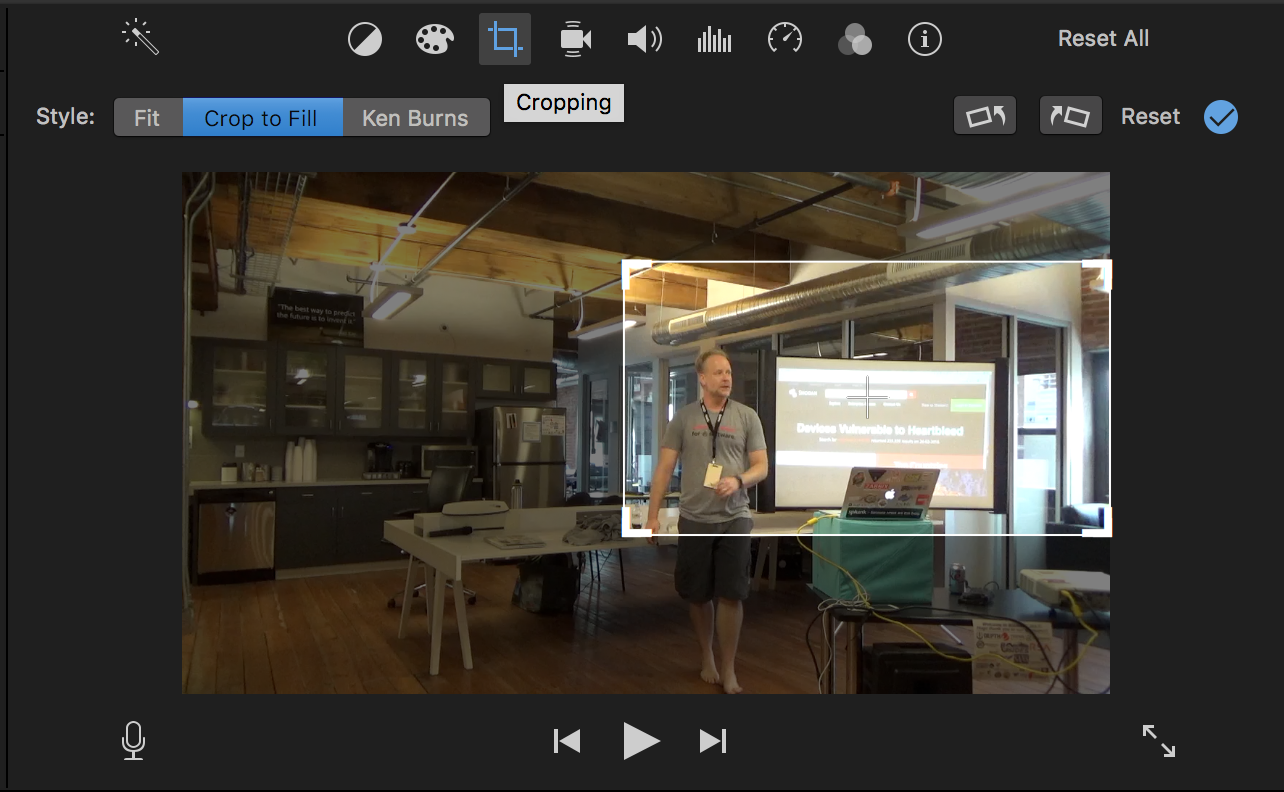 Reset All
Style:
Fit
Crop to Fill
Ken Burns
Cropping
Reset
"The best way to predict
the future is to invent it."
Devices Vulnerable to Heartbleed